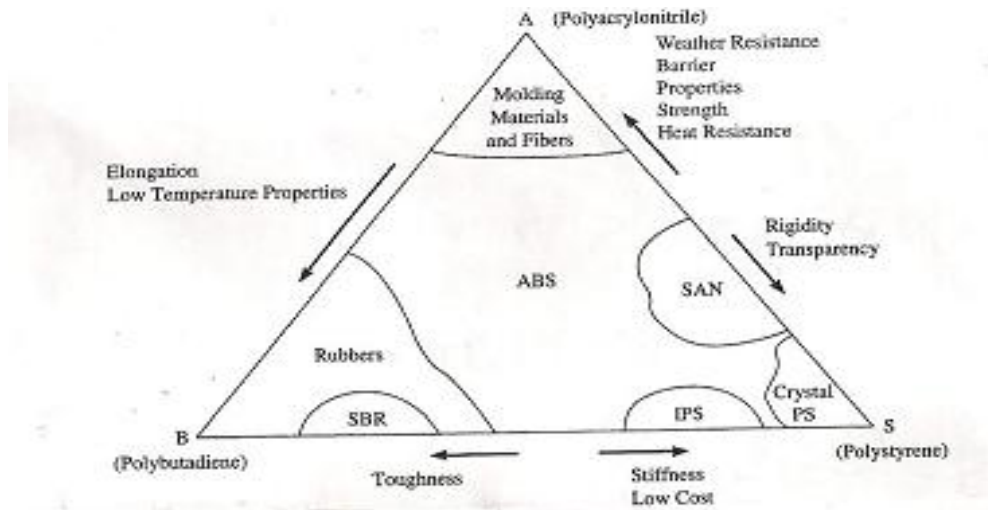 A (Polyacrylonitrile)
Weather Resistance
Barrier
Properties
Strength
Heat Resistance
Molding
Materials
and Fibers
Elongation
Low Temperature Properties
Rigidity
Transparency
ABS
SAN
Rubbers
SBR
IPS
Crystal
PS
B
(Polybutadiene)
S
(Polystyrene)
Toughness
Stiffness
Low Cost